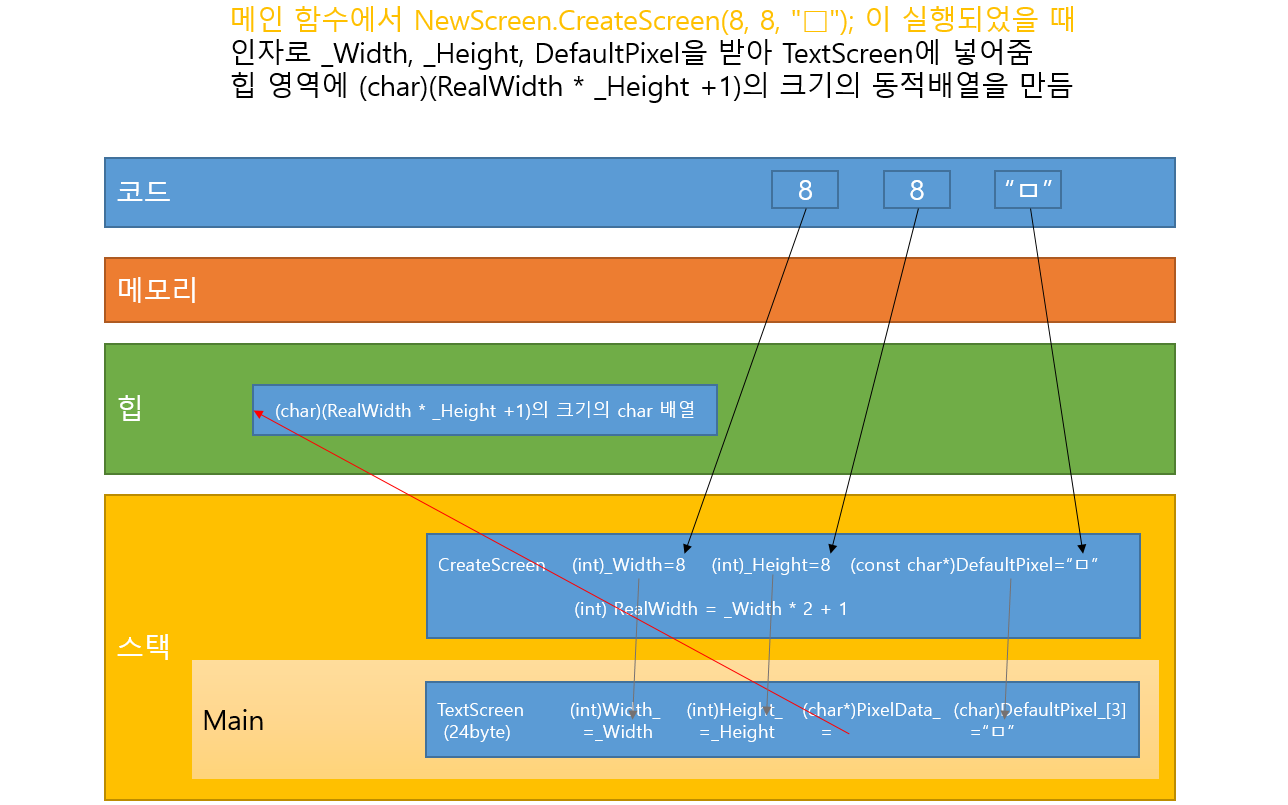 메인 함수에서 NewScreen.CreateScreen(8, 8, "□"); 이 실행되었을 때
인자로 _Width, _Height, DefaultPixel을 받아 TextScreen에 넣어줌
힙 영역에 (char)(RealWidth * _Height +1)의 크기의 동적배열을 만듬
코드
8
8
“ㅁ”
메모리
힙
(char)(RealWidth * _Height +1)의 크기의 char 배열
스택
CreateScreen (int)_Width=8 (int)_Height=8 (const char*)DefaultPixel=“ㅁ”
(int) RealWidth = _Width * 2 + 1
Main
TextScreen (int)Width_ (int)Height_ (char*)PixelData_ (char)DefaultPixel_[3]
(24byte) =_Width =_Height = =“ㅁ”